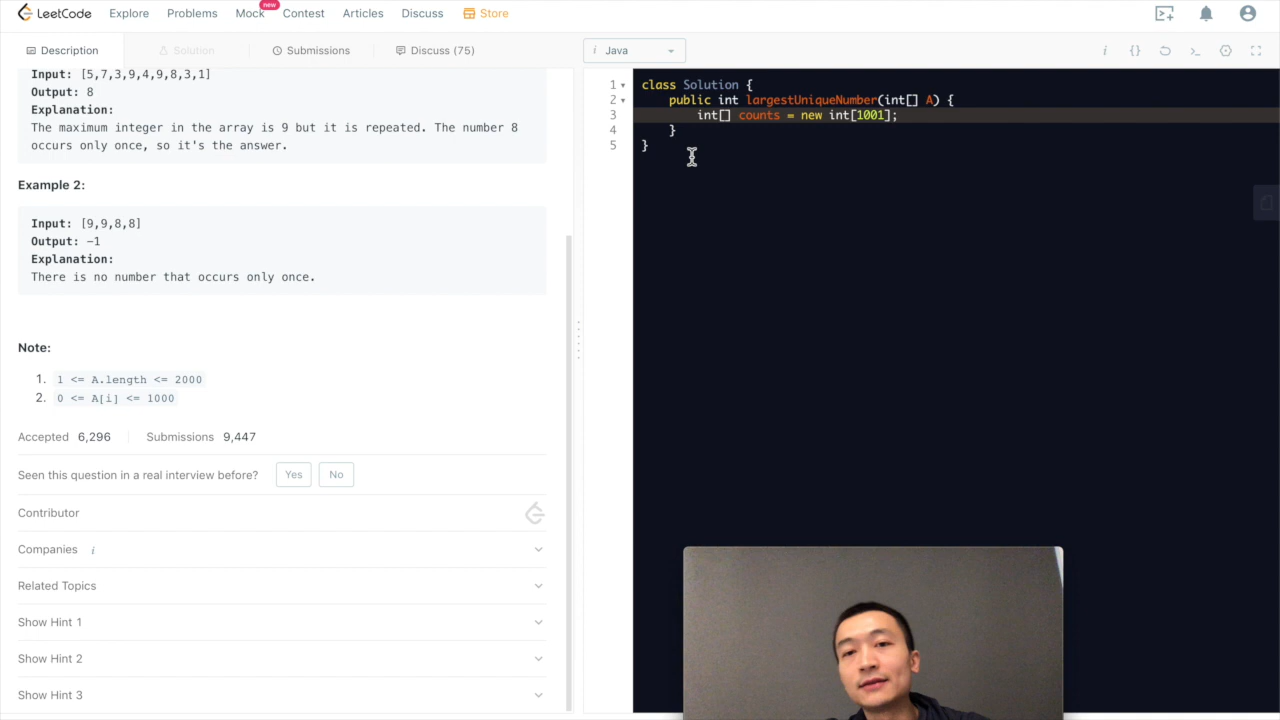 LeetCode
Explore
Problems
Mock
new
Contest
Articles
Discuss
Store
Description
Solution
Submissions
Discuss (75)
i Java
Input: [5,7,3,9,4,9,8,3,1]
Output: 8
Explanation:
The maximum integer in the array is 9 but it is repeated. The number 8
occurs only once, so it's the answer.
Example 2:
Input: [9,9,8,8]
Output: -1
Explanation:
There is no number that occurs only once.
Note:
1. 1 <= A.length <= 2000
2. 0 <= A[i] <= 1000
Accepted 6,296
Submissions 9,447
Seen this question in a real interview before?
Yes
No
Contributor
Companies i
Related Topics
Show Hint 1
Show Hint 2
Show Hint 3
i
{}
1 class Solution {
2 public int largestUniqueNumber(int[] A) {
3 int[] counts = new int[1001];
4 }
5 }